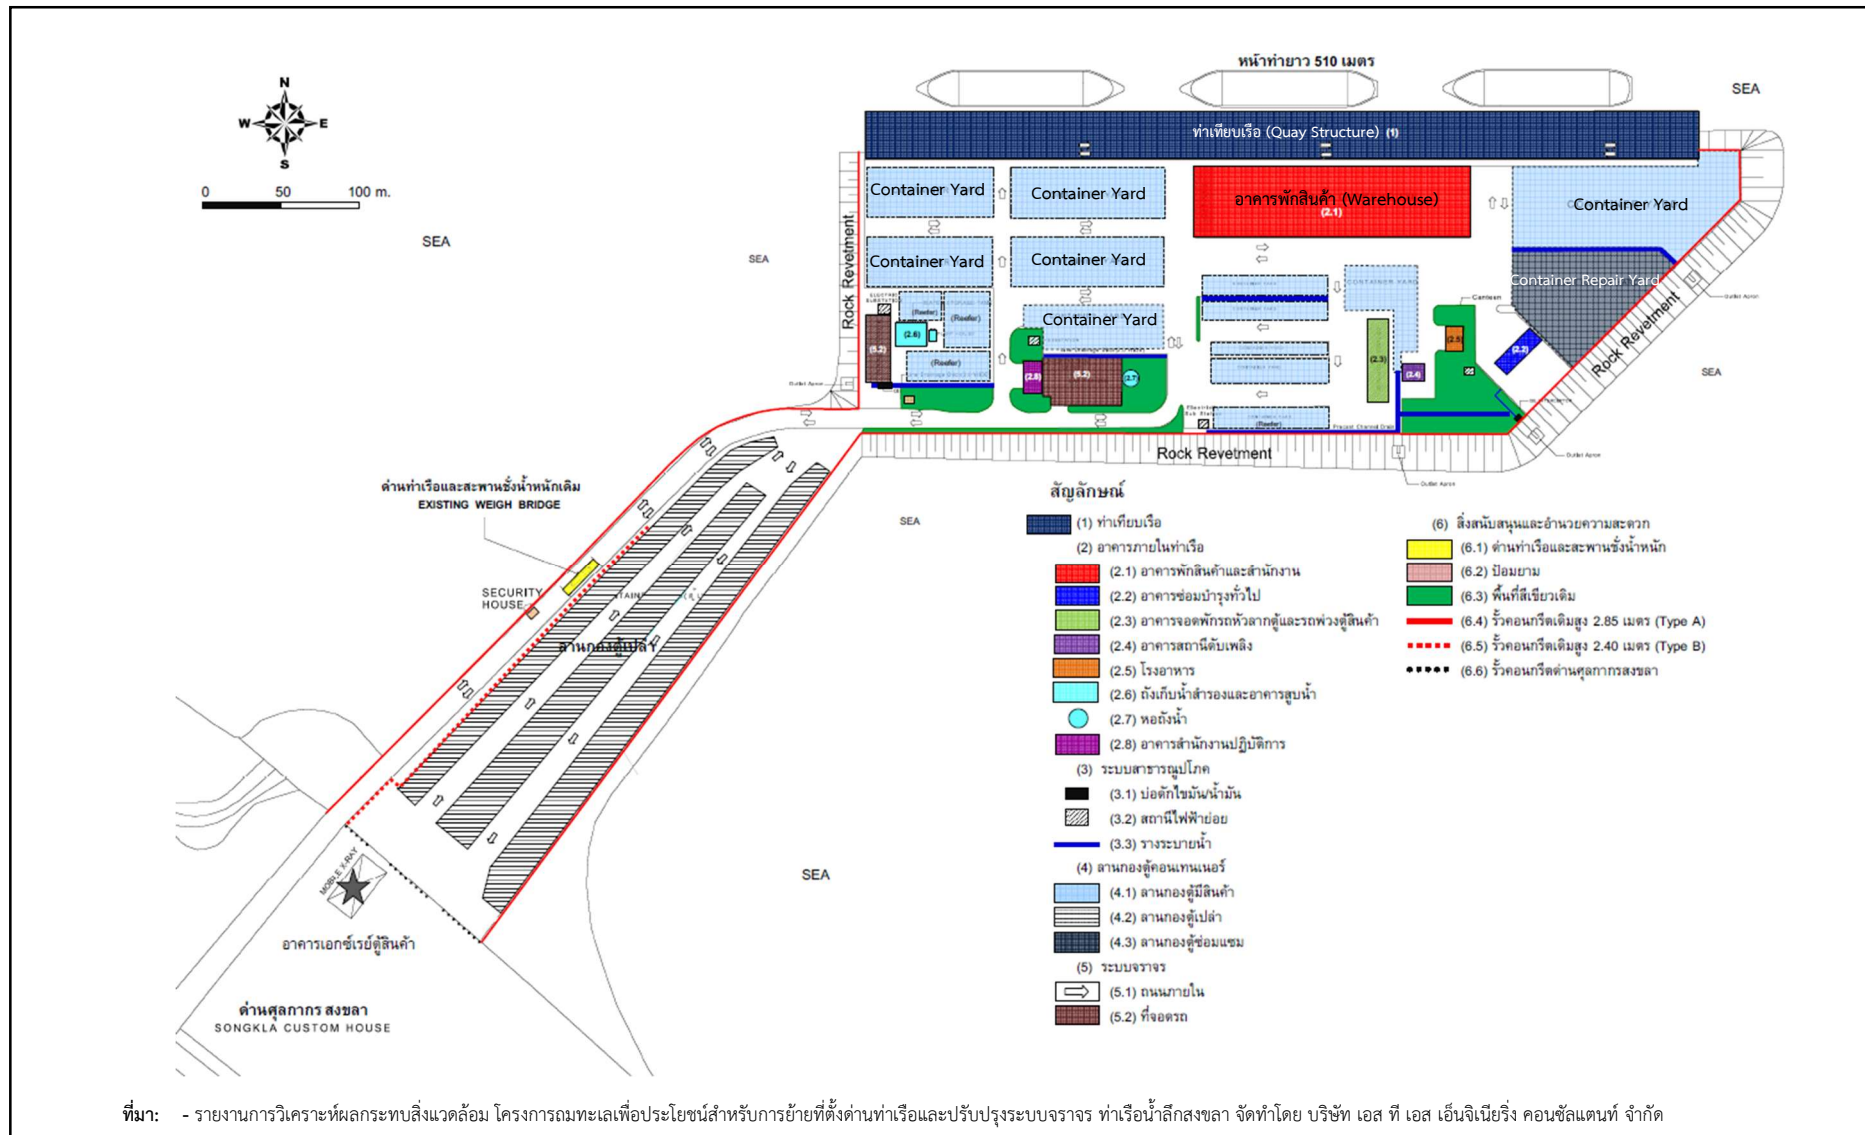 หน้าท่ายาว 510 เมตร
SEA
N
W
E
S
0 50 100 m.
ท่าเทียบเรือ (Quay Structure) (1)
Container Yard
Container Yard
อาคารพักสินค้า (Warehouse)
(2.1)
Container Yard
SEA
SEA
Rock Revetment
Container Yard
Container Yard
Container Repair Yard
CONTAINER YARD
Canteen
Outlet Apron
(Reefer)
(Reefer)
(2.6)
Container Yard
(5.2)
(Reefer)
(2.3)
(2.5)
(2.2)
Rock Revetment
(2.8)
(5.2)
(2.7)
(2.4)
SEA
Outlet Apron
Electrical
Sub Station
(Reefer)
Precast Channel Drain
Rock Revetment
Outlet Apron
Outlet Apron
ด่านท่าเรือและสะพานชั่งน้ำหนักเดิม
EXISTING WEIGH BRIDGE
SEA
SECURITY
HOUSE
ลานกองตู้เปล่า
SEA
MOBILE X-RAY
อาคารเอกซ์เรย์ตู้สินค้า
ด่านศุลกากร สงขลา
SONGKLA CUSTOM HOUSE
สัญลักษณ์
(1) ท่าเทียบเรือ
(2) อาคารภายในท่าเรือ
(2.1) อาคารพักสินค้าและสำนักงาน
(2.2) อาคารซ่อมบำรุงทั่วไป
(2.3) อาคารจอดพักรถหัวลากตู้และรถพ่วงตู้สินค้า
(2.4) อาคารสถานีดับเพลิง
(2.5) โรงอาหาร
(2.6) ถังเก็บน้ำสำรองและอาคารสูบน้ำ
(2.7) หอถังน้ำ
(2.8) อาคารสำนักงานปฏิบัติการ
(3) ระบบสาธารณูปโภค
(3.1) บ่อดักไขมัน/น้ำมัน
(3.2) สถานีไฟฟ้าย่อย
(3.3) รางระบายน้ำ
(4) ลานกองตู้คอนเทนเนอร์
(4.1) ลานกองตู้มีสินค้า
(4.2) ลานกองตู้เปล่า
(4.3) ลานกองตู้ซ่อมแซม
(5) ระบบจราจร
(5.1) ถนนภายใน
(5.2) ที่จอดรถ
(6) สิ่งสนับสนุนและอำนวยความสะดวก
(6.1) ด่านท่าเรือและสะพานชั่งน้ำหนัก
(6.2) ป้อมยาม
(6.3) พื้นที่สีเขียวเดิม
(6.4) รั้วคอนกรีตเดิมสูง 2.85 เมตร (Type A)
(6.5) รั้วคอนกรีตเดิมสูง 2.40 เมตร (Type B)
(6.6) รั้วคอนกรีตด่านศุลกากรสงขลา
ที่มา: - รายงานการวิเคราะห์ผลกระทบสิ่งแวดล้อม โครงการถมทะเลเพื่อประโยชน์สำหรับการย้ายที่ตั้งด่านท่าเรือและปรับปรุงระบบจราจร ท่าเรือน้ำลึกสงขลา จัดทำโดย บริษัท เอส ที เอส เอ็นจิเนียริ่ง คอนซัลแตนท์ จำกัด